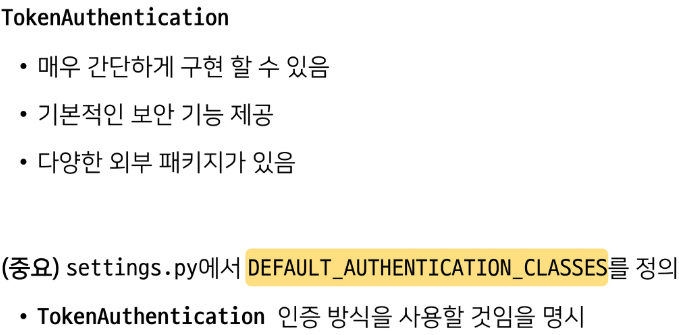 TokenAuthentication
• 매우 간단하게 구현 할 수 있음
• 기본적인 보안 기능 제공
• 다양한 외부 패키지가 있음
(중요) settings.py에서 DEFAULT_AUTHENTICATION_CLASSES를 정의
• TokenAuthentication 인증 방식을 사용할 것임을 명시